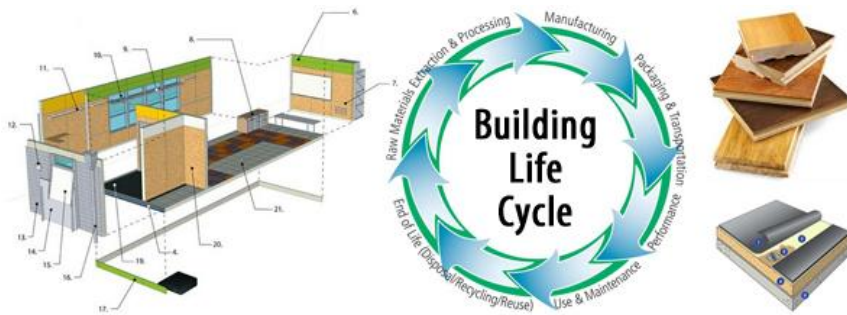 6.
8.
9.
10.
11.
7.
12.
13.
14.
15.
16.
19.
4.
20.
21.
17.
Building
Life
Cycle
Raw Materials Extraction & Processing
Manufacturing
Packaging & Transportation
Performance
Use & Maintenance
End of Life (Disposal/Recycling/Reuse)